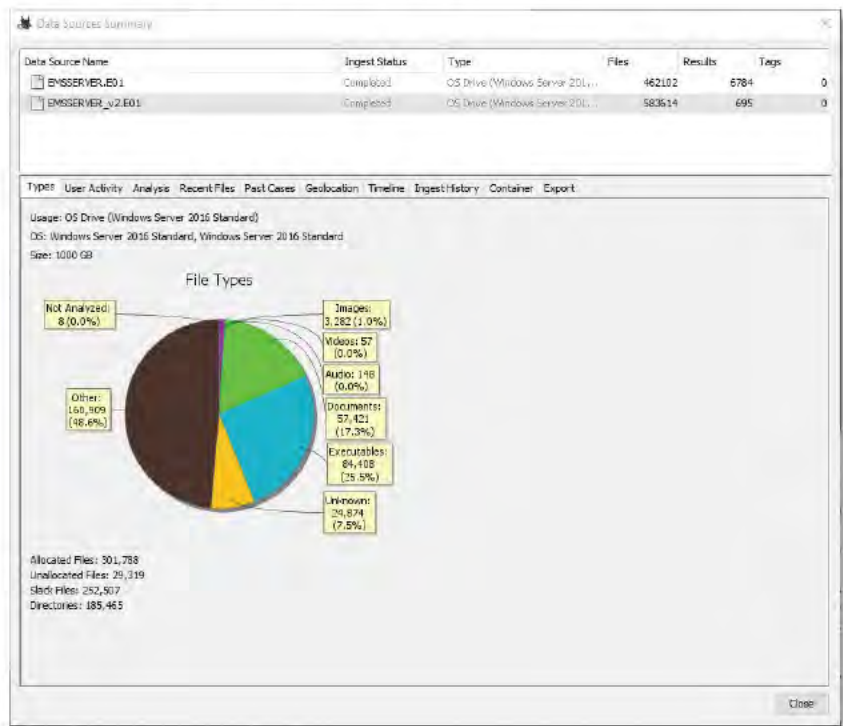 Data Sources Summary
Data Source Name Ingest Status Type Files Results Tags
EMSSERVER.E01 Completed OS Drive (Windows Server 201... 462102 6784 0
EMSSERVER_v2.E01 Completed OS Drive (Windows Server 201... 583614 695 0
Types User Activity Analysis Recent Files Past Cases Geolocation Timeline Ingest History Container Export
Usage: OS Drive (Windows Server 2016 Standard)
OS: Windows Server 2016 Standard, Windows Server 2016 Standard
Size: 1000 GB
File Types
Not Analyzed:
8 (0.0%)
Images:
3,282 (1.0%)
Videos: 57
(0.0%)
Audio: 148
(0.0%)
Other:
160,909
(48.6%)
Documents:
57,421
(17.3%)
Executables:
84,408
(25.5%)
Unknown:
24,874
(7.5%)
Allocated Files: 301,788
Unallocated Files: 29,319
Slack Files: 252,507
Directories: 185,465
Close